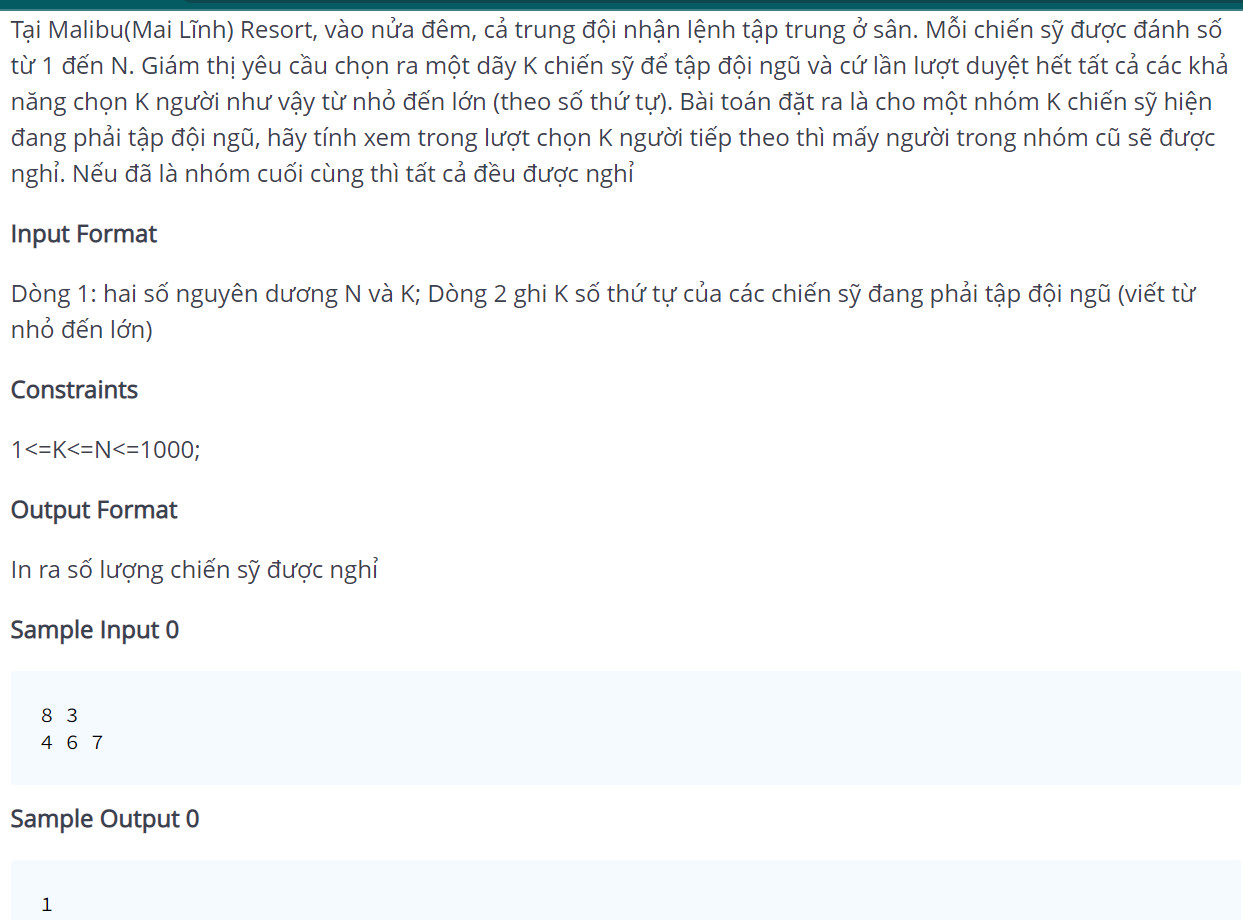 Tại Malibu(Mai Lĩnh) Resort, vào nửa đêm, cả trung đội nhận lệnh tập trung ở sân. Mỗi chiến sỹ được đánh số
từ 1 đến N. Giám thị yêu cầu chọn ra một dãy K chiến sỹ để tập đội ngũ và cứ lần lượt duyệt hết tất cả các khả
năng chọn K người như vậy từ nhỏ đến lớn (theo số thứ tự). Bài toán đặt ra là cho một nhóm K chiến sỹ hiện
đang phải tập đội ngũ, hãy tính xem trong lượt chọn K người tiếp theo thì mấy người trong nhóm cũ sẽ được
nghỉ. Nếu đã là nhóm cuối cùng thì tất cả đều được nghỉ
Input Format
Dòng 1: hai số nguyên dương N và K; Dòng 2 ghi K số thứ tự của các chiến sỹ đang phải tập đội ngũ (viết từ
nhỏ đến lớn)
Constraints
1<=K<=N<=1000;
Output Format
In ra số lượng chiến sỹ được nghỉ
Sample Input 0
8 3
4 6 7
Sample Output 0
1